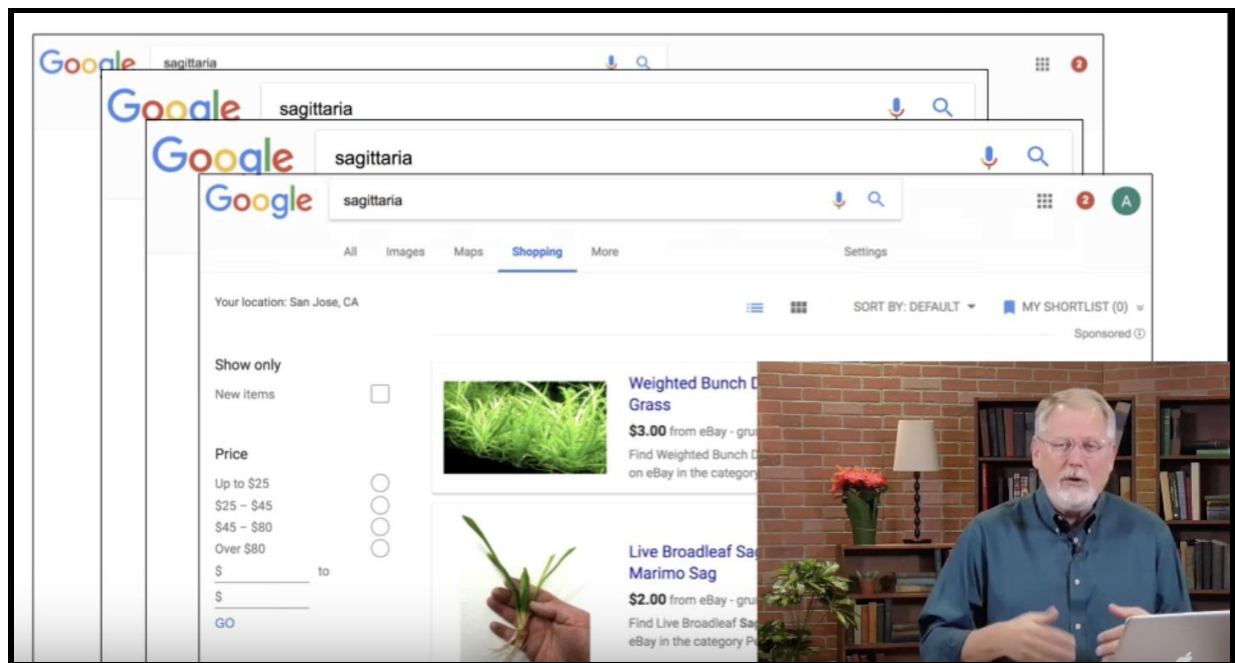 Google sagittaria 2
Google sagittaria
Google sagittaria
Google sagittaria 2 A
All Images Maps Shopping More Settings
Your location: San Jose, CA SORT BY: DEFAULT MY SHORTLIST (0)
Sponsored
Show only
New items
Price
Up to $25
$25 – $45
$45 – $80
Over $80
$ to
$
GO
Weighted Bunch
Grass
$3.00 from eBay -
Find Weighted Bunch
on eBay in the category
Live Broadleaf
Marimo Sag
$2.00 from eBay -
Find Live Broadleaf
eBay in the category